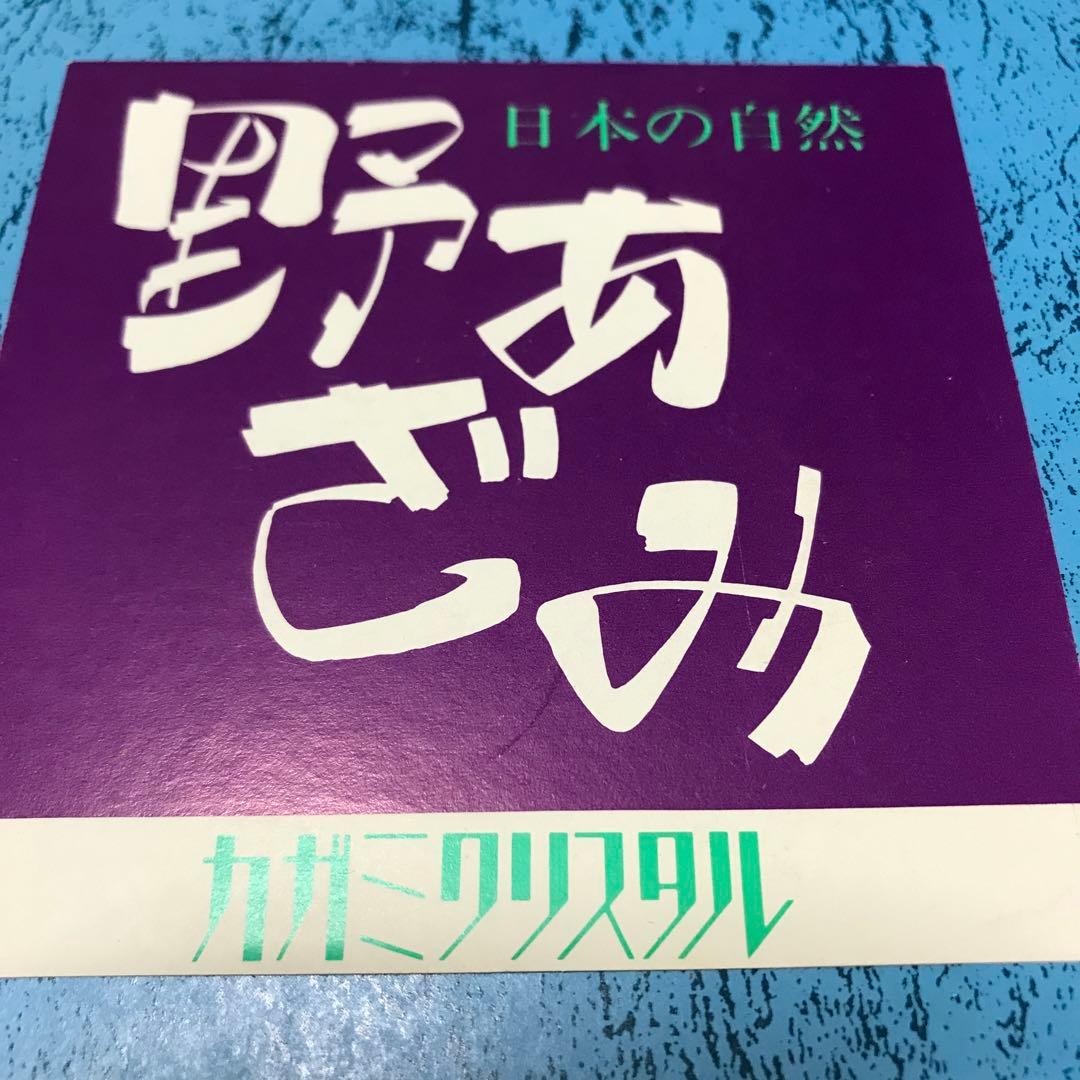 日本の自然
野あ
ざみ
カガミクリスタル